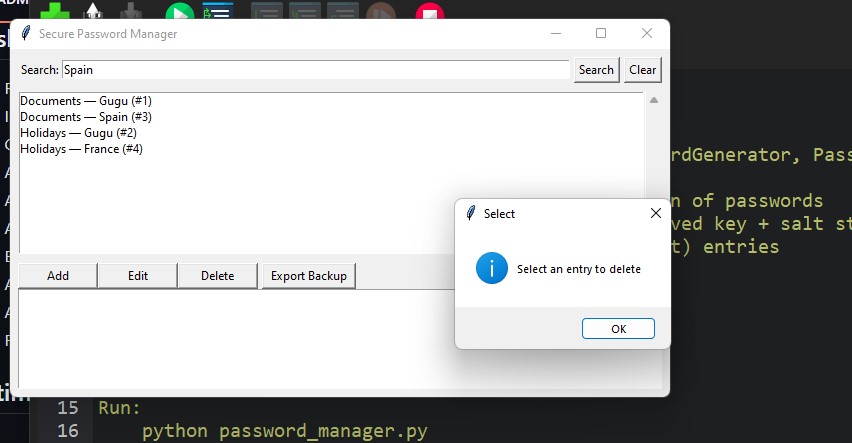 ADM
Secure Password Manager
Search: Spain Search Clear
Documents — Gugu (#1)
Documents — Spain (#3)
Holidays — Gugu (#2)
Holidays — France (#4)
rdGenerator, Pass
n of passwords
ved key + salt st
t) entries
Select
Select an entry to delete
OK
Add Edit Delete Export Backup
15 Run:
16 python password_manager.py